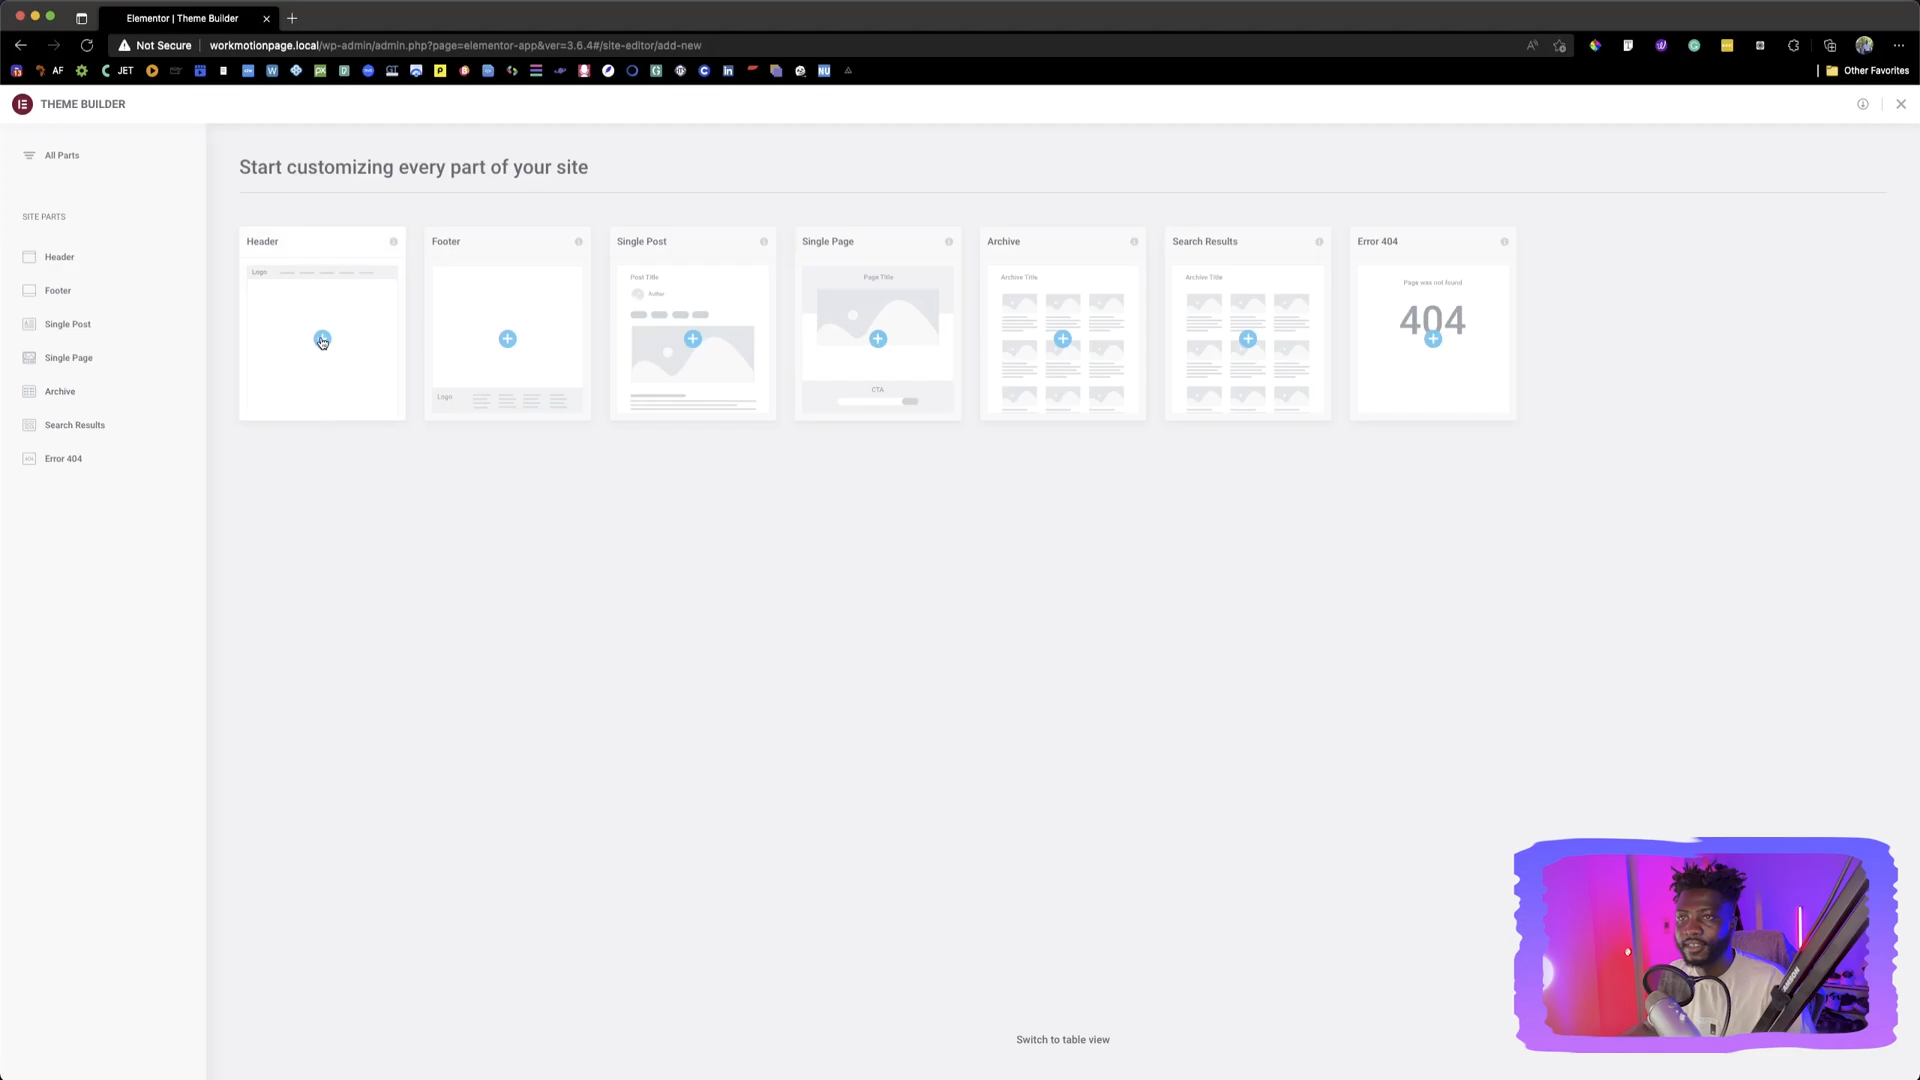 Elementor | Theme Builder
Not Secure
workmotionpage.local/wp-admin/admin.php?page=elementor-app&ver=3.6.4#/site-editor/add-new
AF
JET
NU
Other Favorites
THEME BUILDER
All Parts
SITE PARTS
Header
Footer
Single Post
Single Page
Archive
Search Results
Error 404
Start customizing every part of your site
Header
Logo
Footer
Logo
Single Post
Post Title
Author
Single Page
Page Title
CTA
Archive
Archive Title
Search Results
Archive Title
Error 404
Page was not found
404
Switch to table view